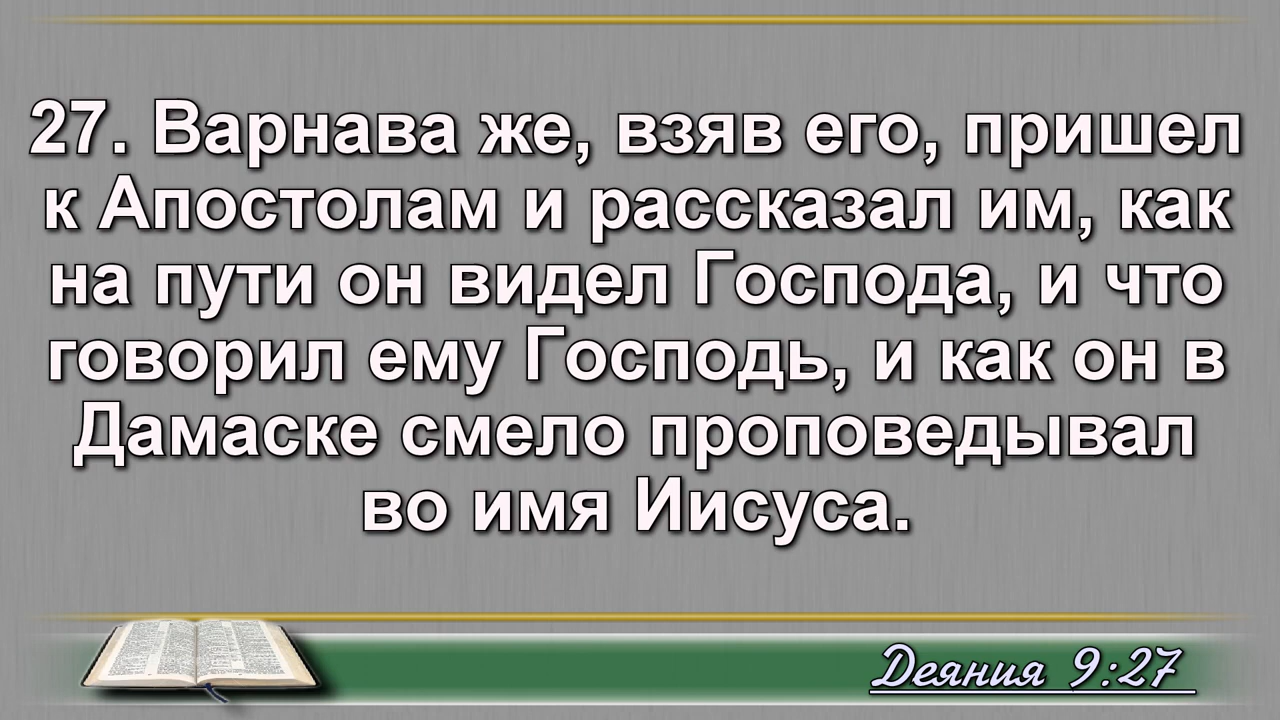 27. Варнава же, взяв его, пришел
к Апостолам и рассказал им, как
на пути он видел Господа, и что
говорил ему Господь, и как он в
Дамаске смело проповедывал
во имя Иисуса.
Деяния 9:27